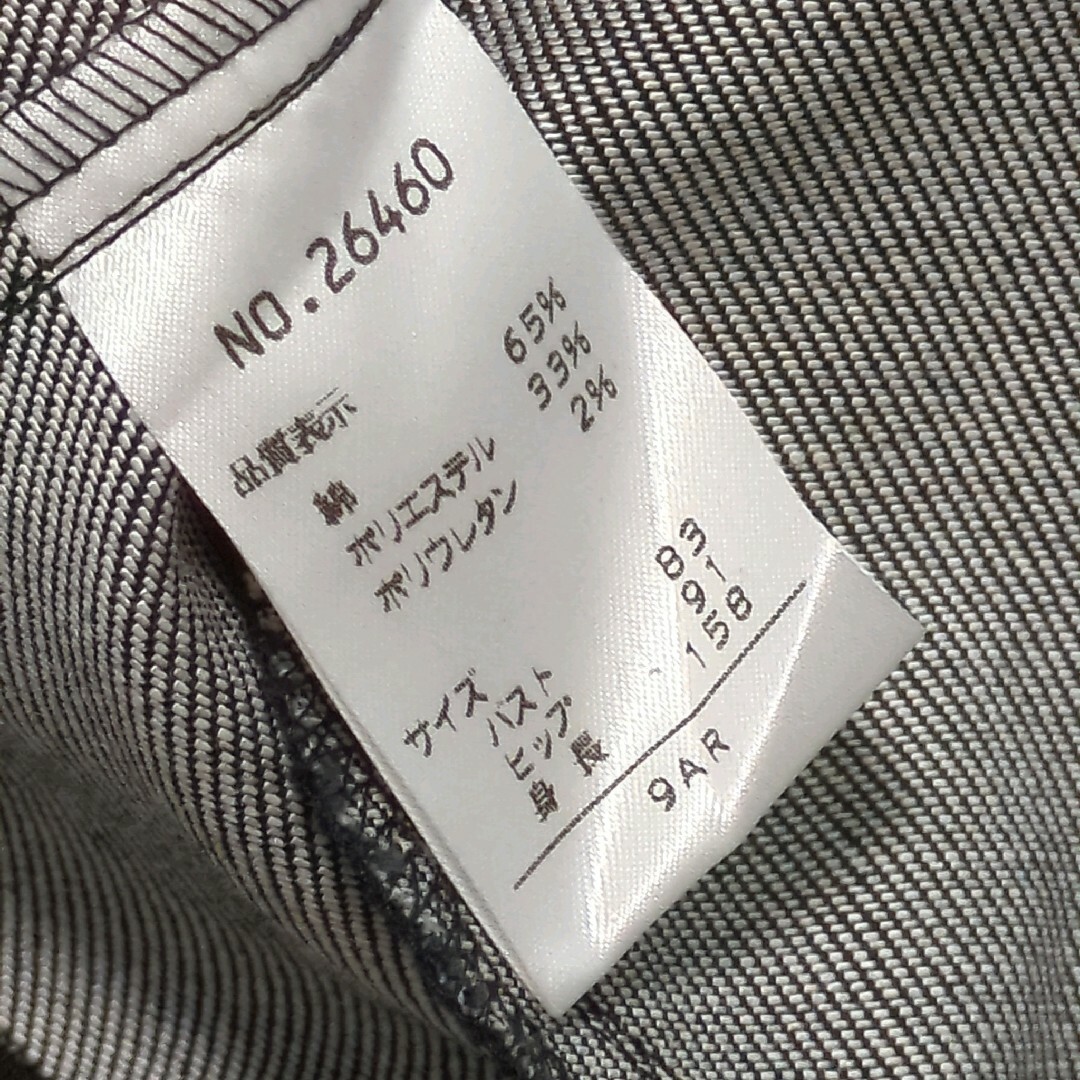 NO.26460
品質表示
綿 65%
ポリエステル 33%
ポリウレタン 2%
サイズ
バスト 83
ヒップ 91
身長 158
9AR